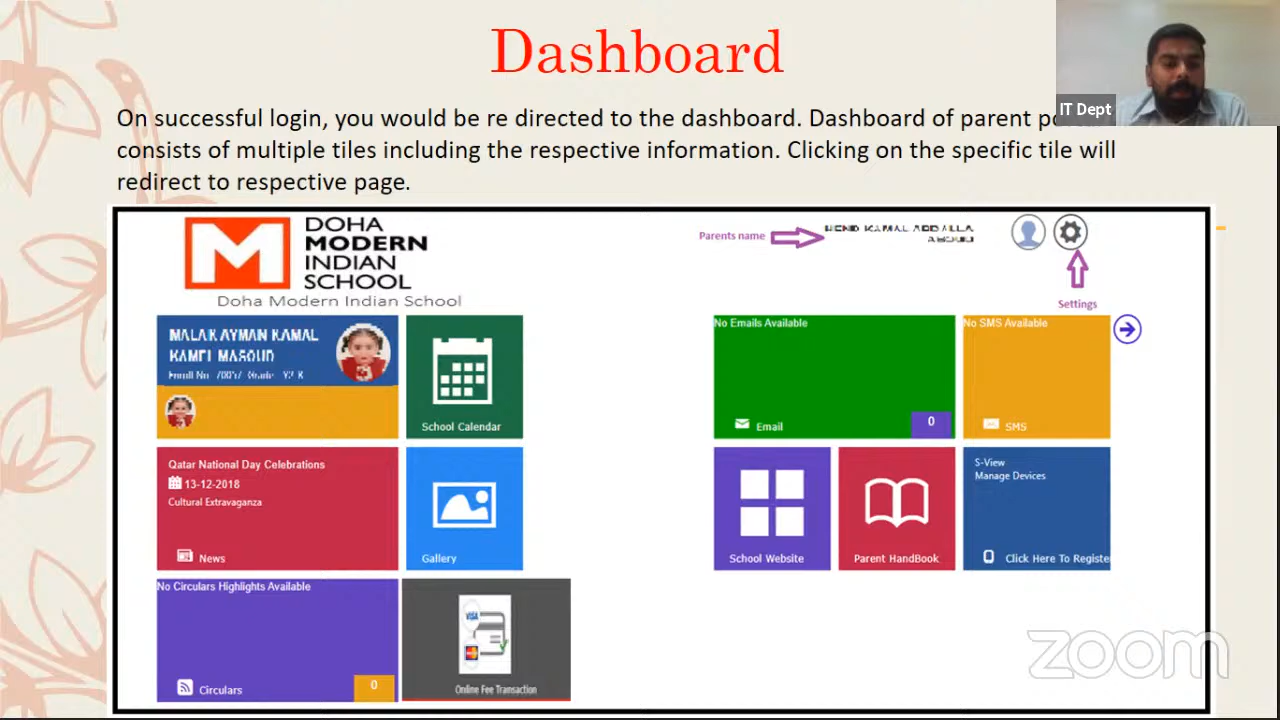 Dashboard
IT Dept
On successful login, you would be re directed to the dashboard. Dashboard of parent
consists of multiple tiles including the respective information. Clicking on the specific tile will
redirect to respective page.
DOHA
MODERN
INDIAN
SCHOOL
Doha Modern Indian School
Parents name
KAMAL
Settings
MALAK AYMAN KAMAL
KAMEL MASOUD
Enroll No
School Calendar
No Emails Available
Email
0
No SMS Available
SMS
Qatar National Day Celebrations
13-12-2018
Cultural Extravaganza
News
Gallery
School Website
Parent HandBook
S-View
Manage Devices
Click Here To Registe
No Circulars Highlights Available
Circulars
0
VISA
Online Fee Transaction
zoom